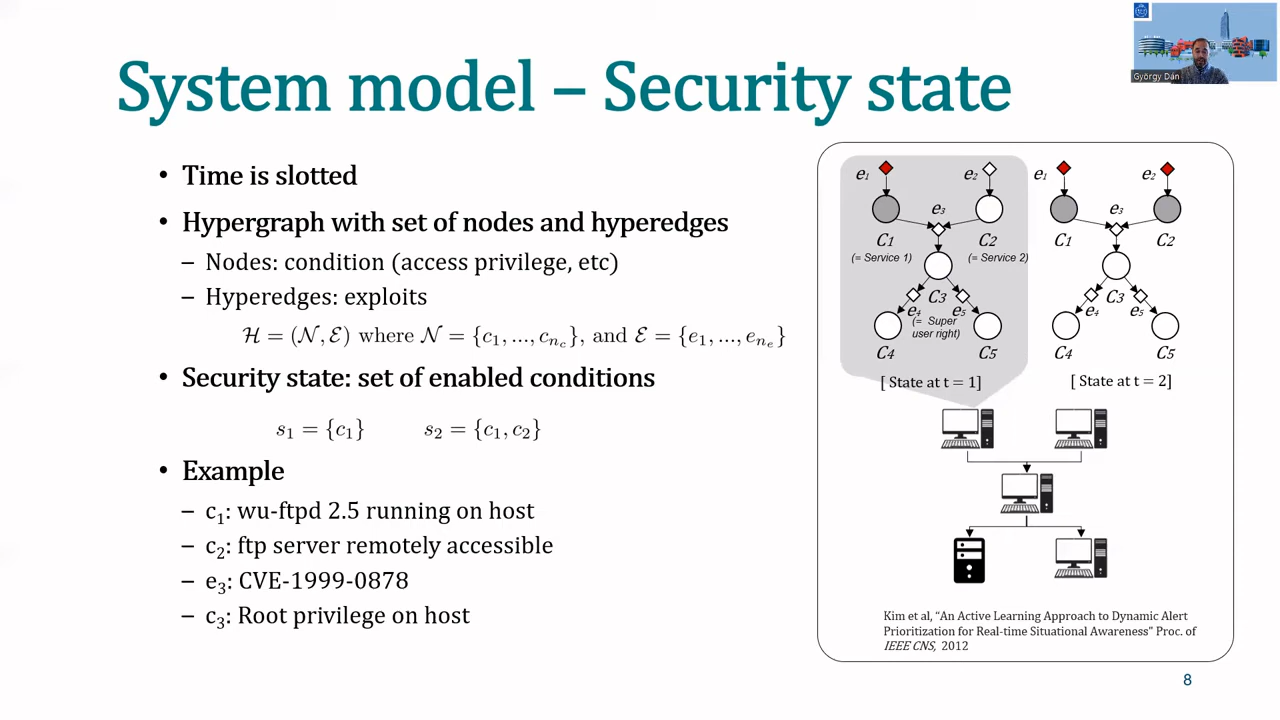 System model – Security state
György Dán
• Time is slotted
• Hypergraph with set of nodes and hyperedges
– Nodes: condition (access privilege, etc)
– Hyperedges: exploits
ℋ = (𝒩, ℰ) where 𝒩 = {c₁, ..., c_{n_c}}, and ℰ = {e₁, ..., e_{n_e}}
• Security state: set of enabled conditions
s₁ = {c₁} s₂ = {c₁, c₂}
• Example
– c₁: wu-ftpd 2.5 running on host
– c₂: ftp server remotely accessible
– e₃: CVE-1999-0878
– c₃: Root privilege on host
e₁ e₂ e₁ e₂
e₃ e₃
C1 C2 C1 C2
(= Service 1) (= Service 2)
C3 C3
e₄ e₅ e₄ e₅
(= Super
user right)
C4 C5 C4 C5
[ State at t = 1] [ State at t = 2]
Kim et al, “An Active Learning Approach to Dynamic Alert
Prioritization for Real-time Situational Awareness” Proc. of
IEEE CNS, 2012
8